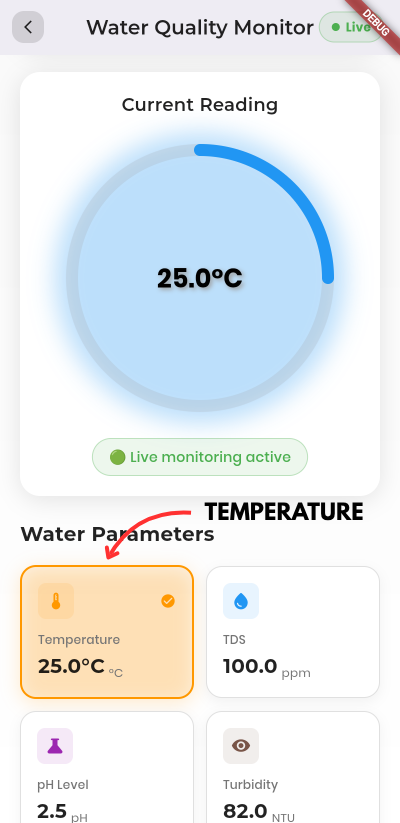 Water Quality Monitor
Live
DEBUG
Current Reading
25.0°C
Live monitoring active
TEMPERATURE
Water Parameters
Temperature
25.0°C °C
TDS
100.0 ppm
pH Level
2.5 pH
Turbidity
82.0 NTU